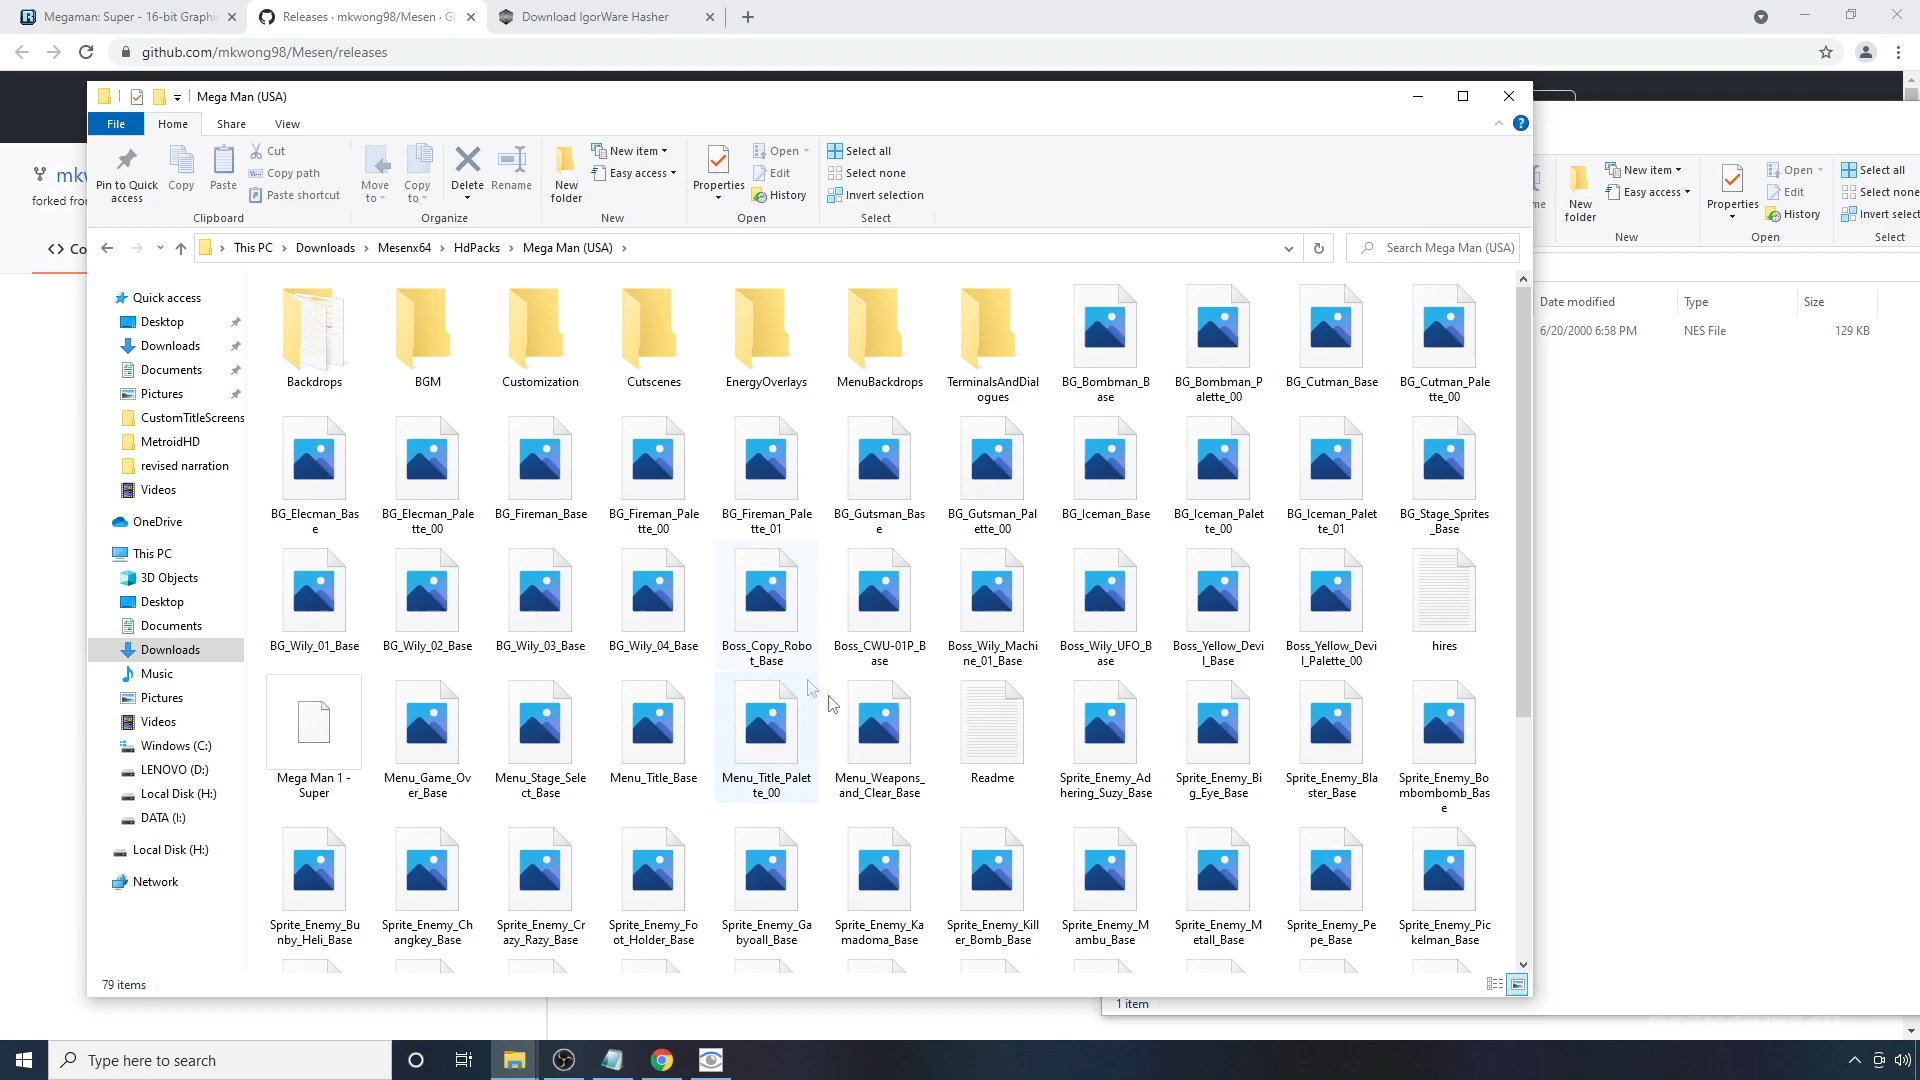 Megaman: Super - 16-bit Graphi
Releases · mkwong98/Mesen · Gi
Download IgorWare Hasher
github.com/mkwong98/Mesen/releases
Mega Man (USA)
File
Home
Share
View
Pin to Quick access
Copy
Paste
Cut
Copy path
Paste shortcut
Clipboard
Move to
Copy to
Delete
Rename
Organize
New folder
New item
Easy access
New
Properties
Open
Edit
History
Open
Select all
Select none
Invert selection
Select
New folder
New item
Easy access
New
Properties
Open
Edit
History
Open
Select all
Select none
Invert select
Select
mkw
forked from
<> Co
This PC > Downloads > Mesenx64 > HdPacks > Mega Man (USA) >
Search Mega Man (USA)
Date modified
Type
Size
6/20/2000 6:58 PM
NES File
129 KB
Quick access
Desktop
Downloads
Documents
Pictures
CustomTitleScreens
MetroidHD
revised narration
Videos
OneDrive
This PC
3D Objects
Desktop
Documents
Downloads
Music
Pictures
Videos
Windows (C:)
LENOVO (D:)
Local Disk (H:)
DATA (I:)
Local Disk (H:)
Network
Backdrops
BGM
Customization
Cutscenes
EnergyOverlays
MenuBackdrops
TerminalsAndDialogues
BG_Bombman_Base
BG_Bombman_Palette_00
BG_Cutman_Base
BG_Cutman_Palette_00
BG_Elecman_Base
BG_Elecman_Palette_00
BG_Fireman_Base
BG_Fireman_Palette_00
BG_Fireman_Palette_01
BG_Gutsman_Base
BG_Gutsman_Palette_00
BG_Iceman_Base
BG_Iceman_Palette_00
BG_Iceman_Palette_01
BG_Stage_Sprites_Base
BG_Wily_01_Base
BG_Wily_02_Base
BG_Wily_03_Base
BG_Wily_04_Base
Boss_Copy_Robot_Base
Boss_CWU-01P_Base
Boss_Wily_Machine_01_Base
Boss_Wily_UFO_Base
Boss_Yellow_Devil_Base
Boss_Yellow_Devil_Palette_00
hires
Mega Man 1 - Super
Menu_Game_Over_Base
Menu_Stage_Select_Base
Menu_Title_Base
Menu_Title_Palette_00
Menu_Weapons_and_Clear_Base
Readme
Sprite_Enemy_Adhering_Suzy_Base
Sprite_Enemy_Big_Eye_Base
Sprite_Enemy_Blaster_Base
Sprite_Enemy_Bombombomb_Base
Sprite_Enemy_Bunby_Heli_Base
Sprite_Enemy_Changkey_Base
Sprite_Enemy_Crazy_Razy_Base
Sprite_Enemy_Foot_Holder_Base
Sprite_Enemy_Gabyoall_Base
Sprite_Enemy_Kamadoma_Base
Sprite_Enemy_Killer_Bomb_Base
Sprite_Enemy_Mambu_Base
Sprite_Enemy_Metall_Base
Sprite_Enemy_Pepe_Base
Sprite_Enemy_Pickelman_Base
79 items
1 item
Type here to search